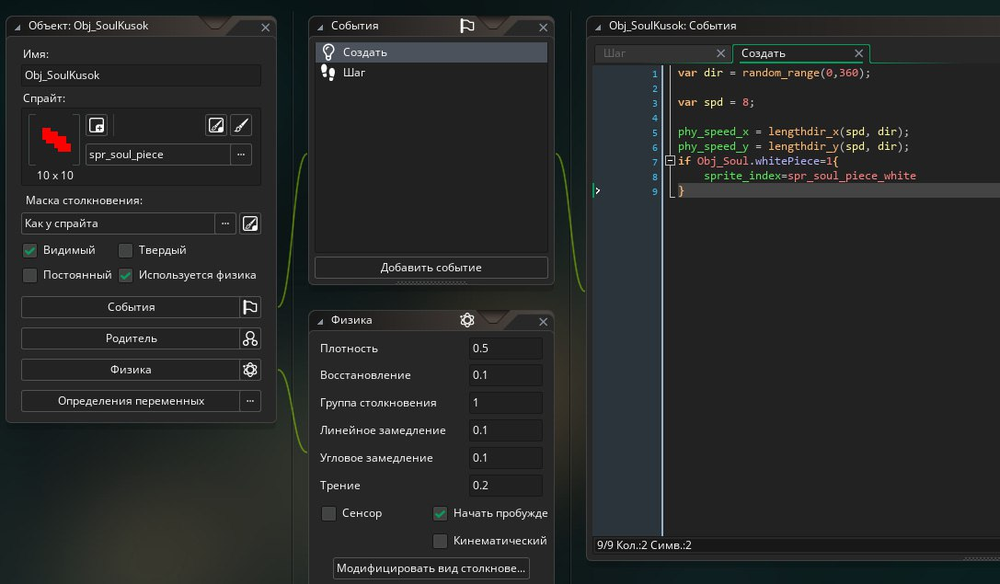 Объект: Obj_SoulKusok
Имя:
Obj_SoulKusok
Спрайт:
spr_soul_piece
...
10 x 10
Маска столкновения:
Как у спрайта
...
Видимый
Твердый
Постоянный
Используется физика
События
Родитель
Физика
Определения переменных
...
События
Создать
Шаг
Добавить событие
Физика
Плотность
0.5
Восстановление
0.1
Группа столкновения
1
Линейное замедление
0.1
Угловое замедление
0.1
Трение
0.2
Сенсор
Начать пробужде
Кинематический
Модифицировать вид столкнове...
Obj_SoulKusok: События
Шаг
Создать
1 var dir = random_range(0,360);
2
3 var spd = 8;
4
5 phy_speed_x = lengthdir_x(spd, dir);
6 phy_speed_y = lengthdir_y(spd, dir);
7 if Obj_Soul.whitePiece=1{
8 sprite_index=spr_soul_piece_white
9 }
9/9 Кол.:2 Симв.:2